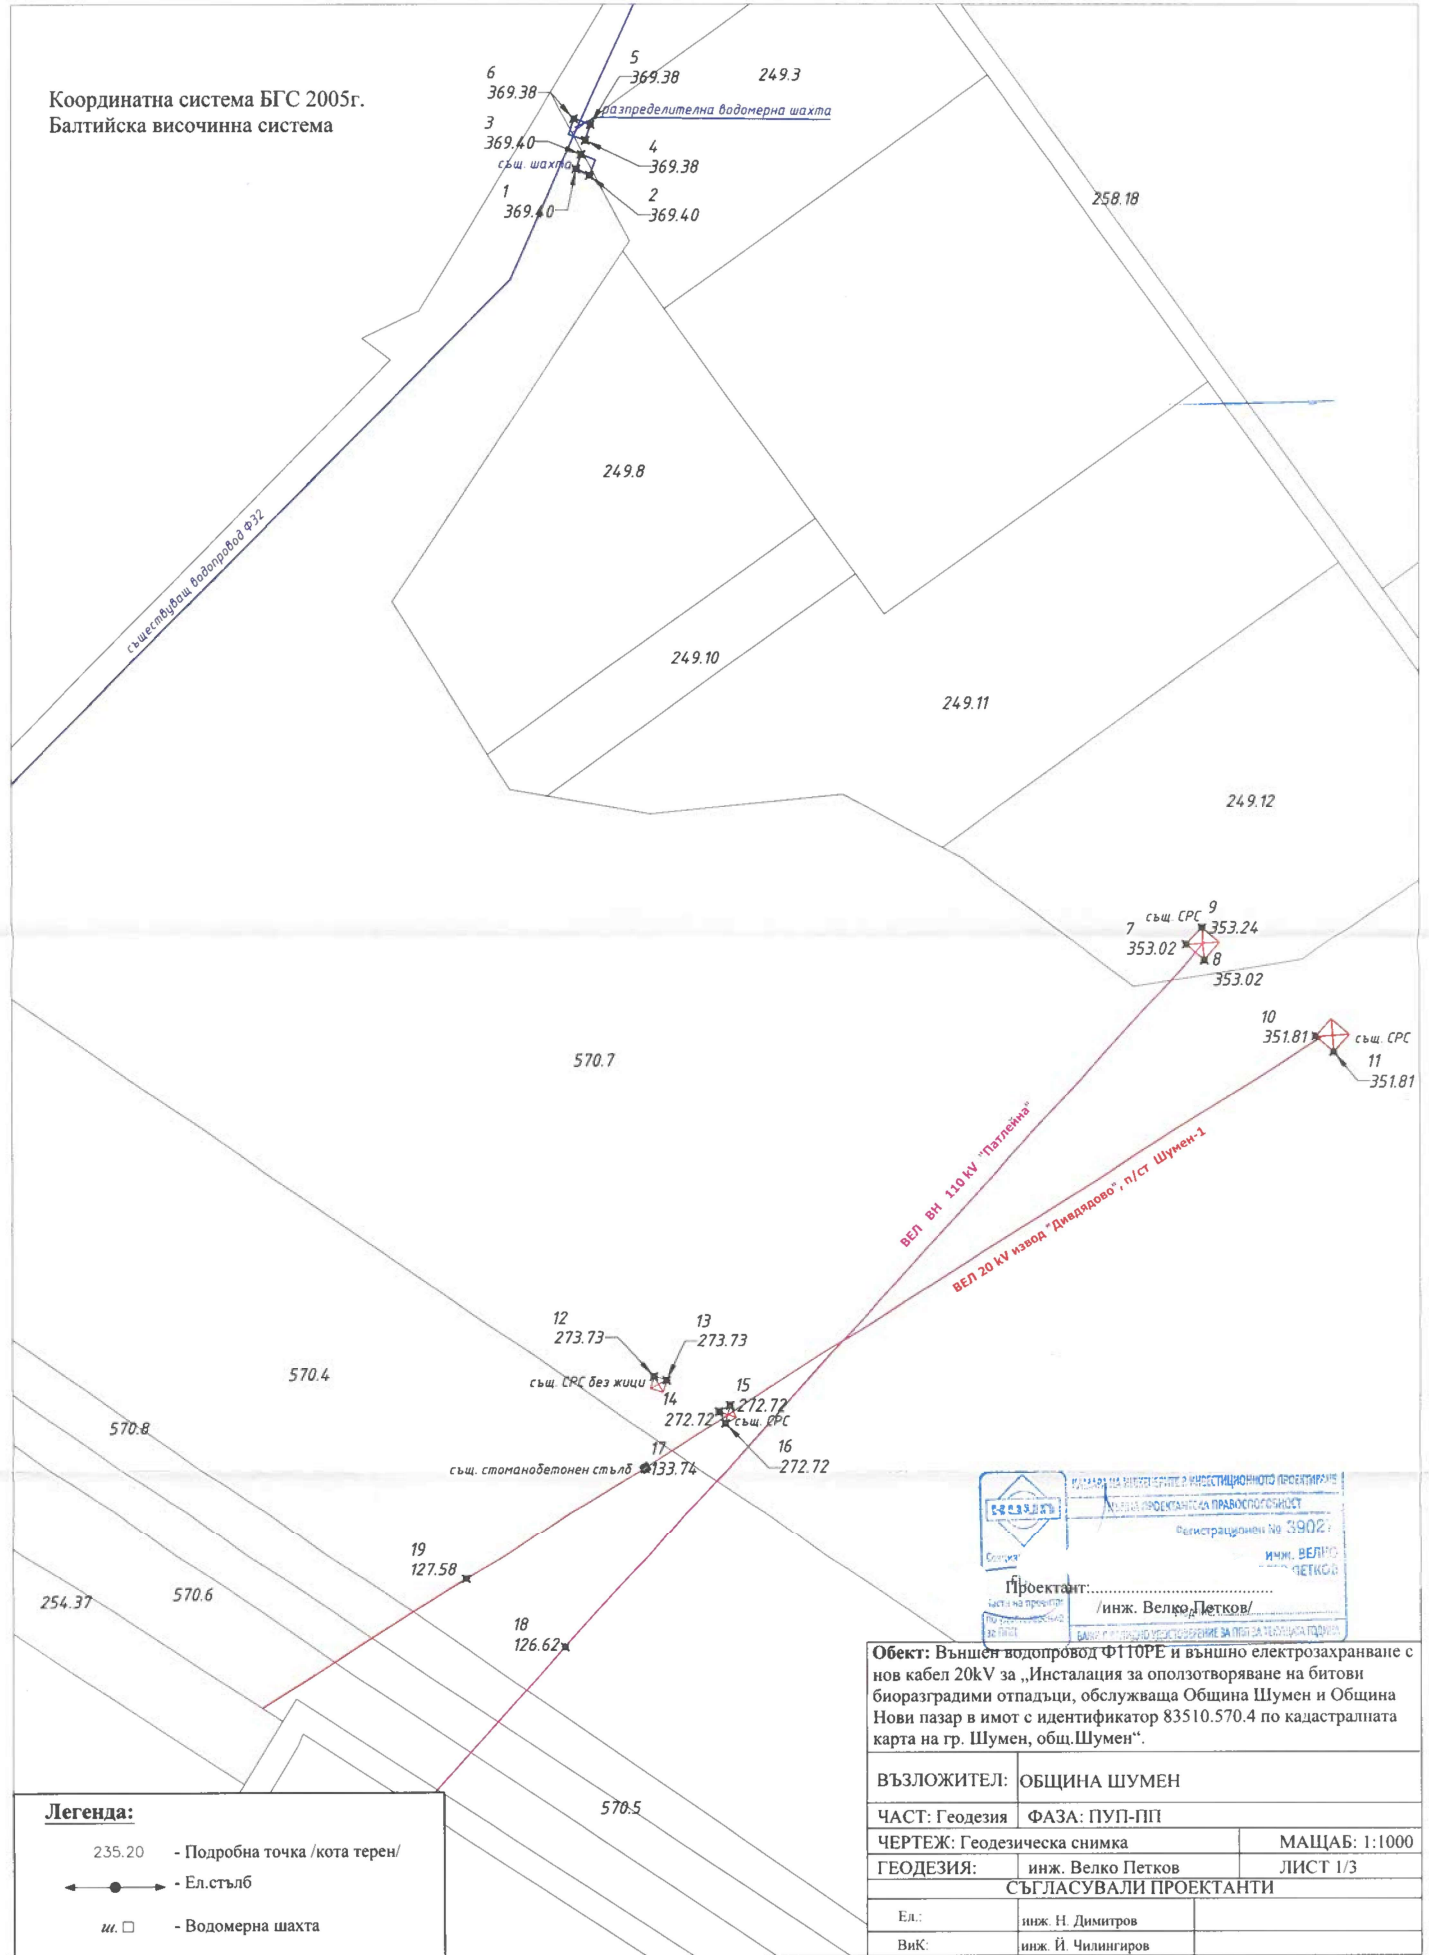 Координатна система БГС 2005г.
Балтийска височинна система
6
369.38
5
369.38
249.3
разпределителна водомерна шахта
3
369.40
4
369.38
същ. шахта
1
369.40
2
369.40
258.18
249.8
съществуващ водопровод Ф32
249.10
249.11
249.12
същ. СРС
9
353.24
7
353.02
8
353.02
10
351.81
същ. СРС
11
351.81
570.7
ВЕЛ ВН 110 kV "Патлейна"
ВЕЛ 20 kV извод "Дивдядово", п/ст Шумен-1
12
273.73
13
273.73
същ. СРС без жици
14
272.72
15
272.72
същ. СРС
16
272.72
17
133.74
същ. стоманобетонен стълб
570.4
570.8
19
127.58
18
126.62
254.37
570.6
570.5
КАМАРА НА ИНЖЕНЕРИТЕ В ИНВЕСТИЦИОННОТО ПРОЕКТИРАНЕ
ПРОЕКТАНТСКА ПРАВОСПОСОБНОСТ
Регистрационен № 3902
инж. ВЕЛКО
ПЕТКОВ
Проектант:
/инж. Велко Петков/
Обект: Външен водопровод Ф110РЕ и външно електрозахранване с
нов кабел 20kV за „Инсталация за оползотворяване на битови
биоразградими отпадъци, обслужваща Община Шумен и Община
Нови пазар в имот с идентификатор 83510.570.4 по кадастралната
карта на гр. Шумен, общ.Шумен“.
ВЪЗЛОЖИТЕЛ: ОБЩИНА ШУМЕН
ЧАСТ: Геодезия ФАЗА: ПУП-ПП
ЧЕРТЕЖ: Геодезическа снимка МАЩАБ: 1:1000
ГЕОДЕЗИЯ: инж. Велко Петков ЛИСТ 1/3
СЪГЛАСУВАЛИ ПРОЕКТАНТИ
Ел.: инж. Н. Димитров
ВиК: инж. Й. Чилингиров
Легенда:
235.20 - Подробна точка /кота терен/
- Ел.стълб
ш. - Водомерна шахта